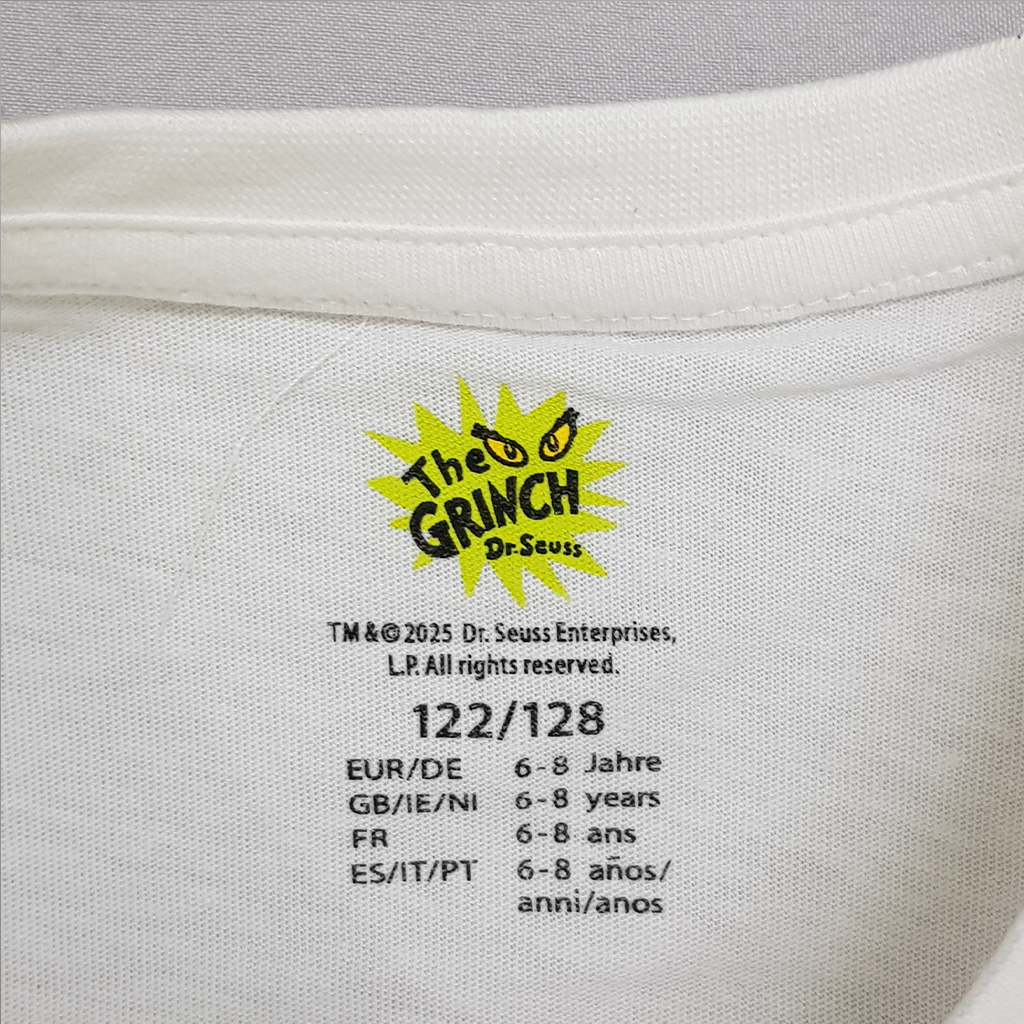 The
GRINCH
Dr. Seuss
TM & © 2025 Dr. Seuss Enterprises,
L.P. All rights reserved.
122/128
EUR/DE 6-8 Jahre
GB/IE/NI 6-8 years
FR 6-8 ans
ES/IT/PT 6-8 años/
anni/anos